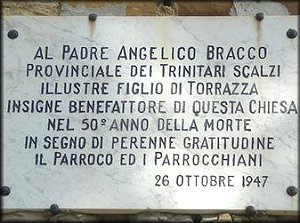 AL PADRE ANGELICO BRACCO
PROVINCIALE DEI TRINITARI SCALZI
ILLUSTRE FIGLIO DI TORRAZZA
INSIGNE BENEFATTORE DI QUESTA CHIESA
NEL 50º ANNO DELLA MORTE
IN SEGNO DI PERENNE GRATITUDINE
IL PARROCO ED I PARROCCHIANI
26 OTTOBRE 1947